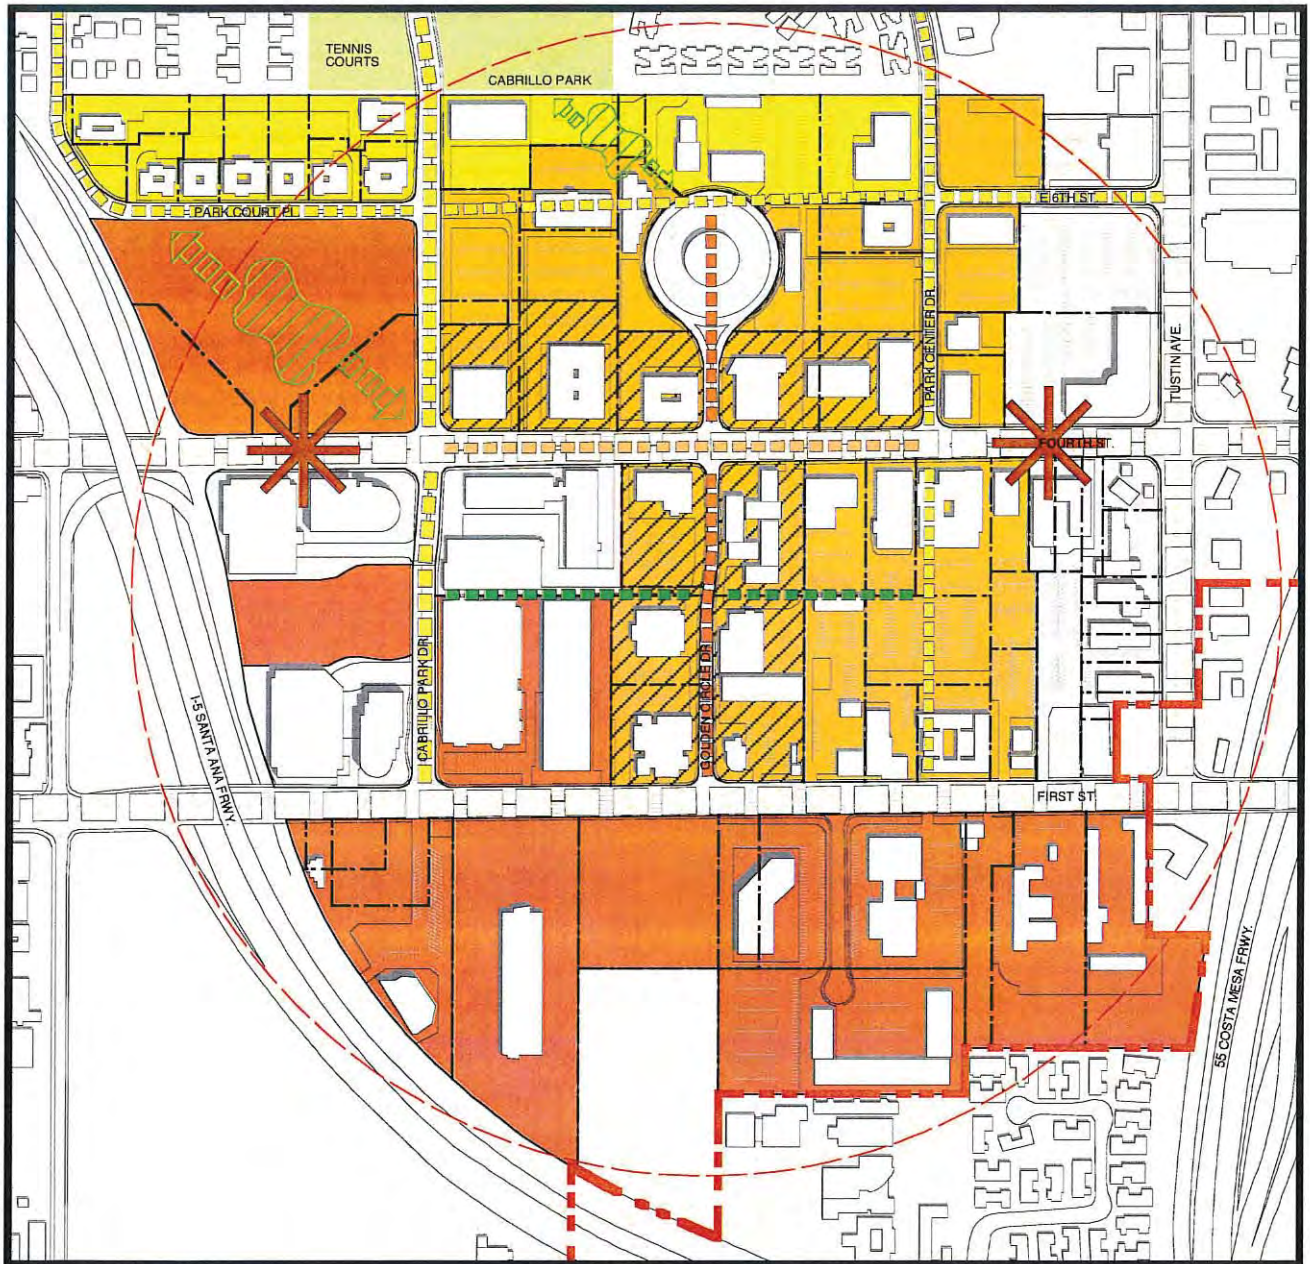 TENNIS
COURTS
CABRILLO PARK
PARK COURT PL.
E 6TH ST.
PARK CENTER DR.
TUSTIN AVE.
FOURTH ST.
CABRILLO PARK DR.
GOLDEN CIRCLE DR.
I-5 SANTA ANA FRWY.
FIRST ST.
55 COSTA MESA FRWY.